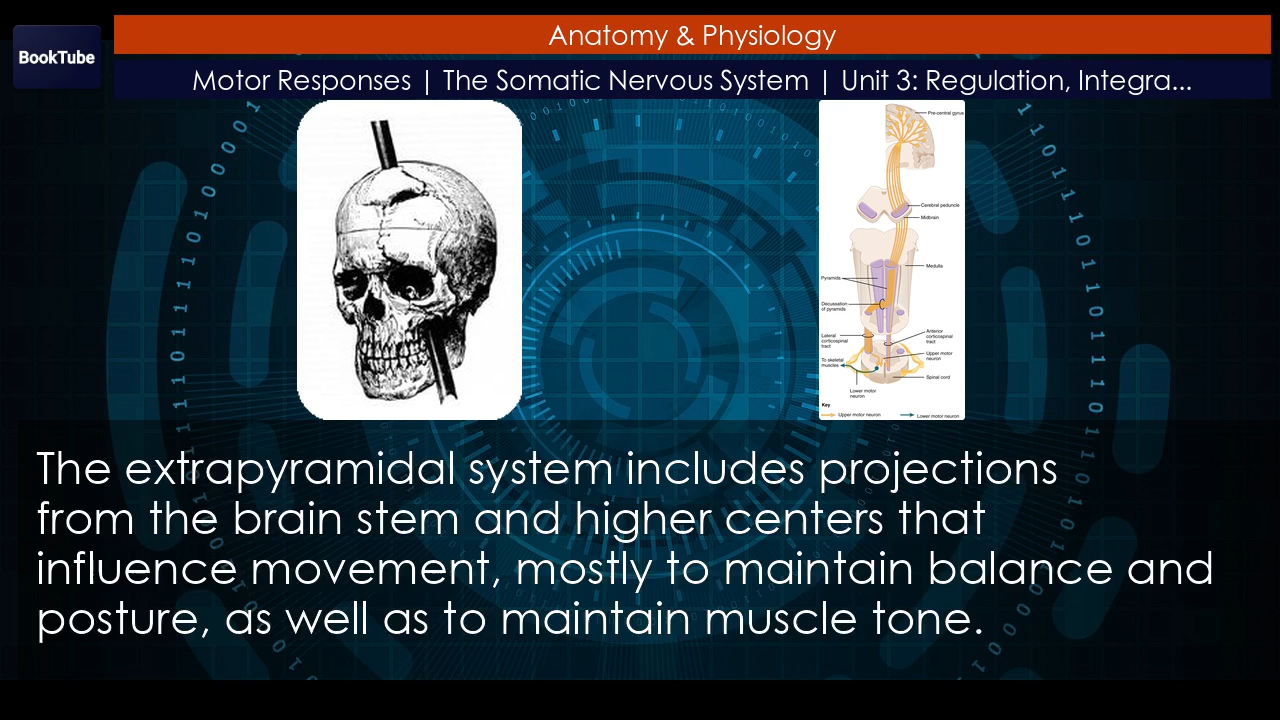 BookTube
Anatomy & Physiology
Motor Responses | The Somatic Nervous System | Unit 3: Regulation, Integra...
Pre-central gyrus
Cerebral peduncle
Midbrain
Medulla
Pyramids
Decussation
of pyramids
Lateral
corticospinal
tract
Anterior
corticospinal
tract
To skeletal
muscles
Upper motor
neuron
Spinal cord
Lower motor
neuron
Key
Upper motor neuron
Lower motor neuron
The extrapyramidal system includes projections
from the brain stem and higher centers that
influence movement, mostly to maintain balance and
posture, as well as to maintain muscle tone.